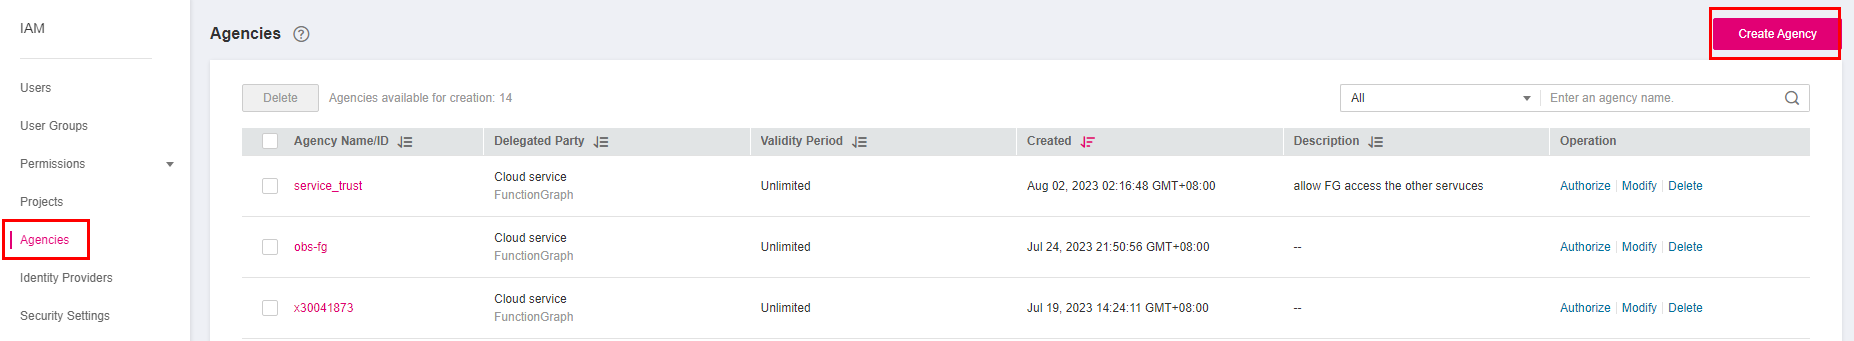 IAM
Users
User Groups
Permissions
Projects
Agencies
Identity Providers
Security Settings
Agencies ?
Create Agency
Delete Agencies available for creation: 14
All Enter an agency name.
Agency Name/ID Delegated Party Validity Period Created Description Operation
service_trust Cloud service Unlimited Aug 02, 2023 02:16:48 GMT+08:00 allow FG access the other servuces Authorize Modify Delete
FunctionGraph
obs-fg Cloud service Unlimited Jul 24, 2023 21:50:56 GMT+08:00 -- Authorize Modify Delete
FunctionGraph
x30041873 Cloud service Unlimited Jul 19, 2023 14:24:11 GMT+08:00 -- Authorize Modify Delete
FunctionGraph